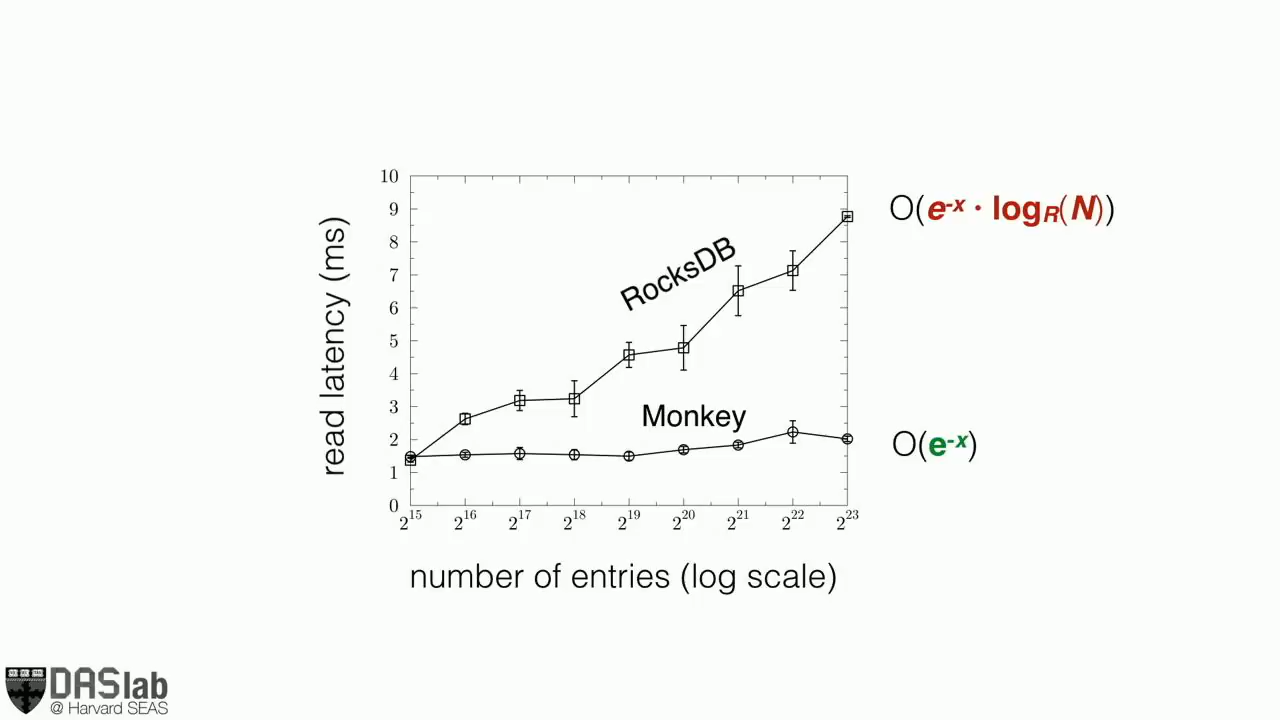 10
9
8
7
6
5
4
3
2
1
0
read latency (ms)
RocksDB
Monkey
O(e-x · logR(N))
O(e-x)
2^15 2^16 2^17 2^18 2^19 2^20 2^21 2^22 2^23
number of entries (log scale)
DASlab
@ Harvard SEAS